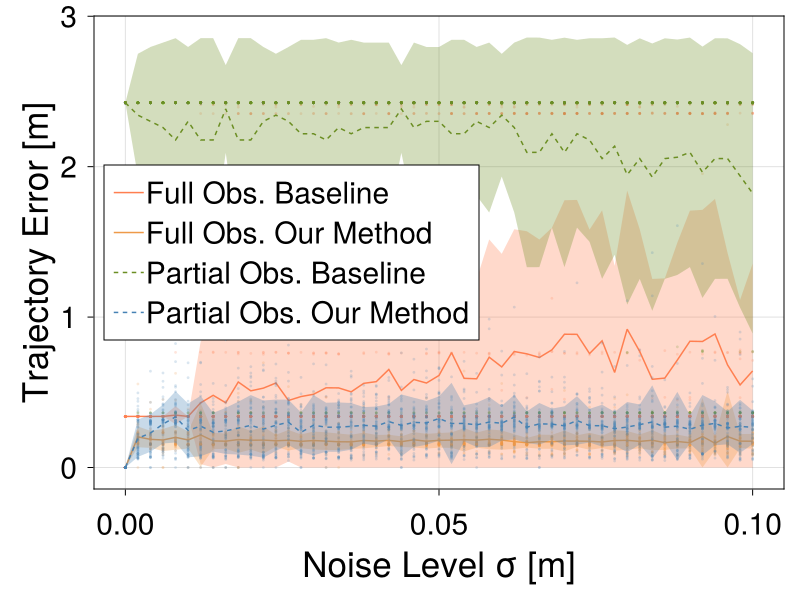 3
2
1
0
Trajectory Error [m]
Full Obs. Baseline
Full Obs. Our Method
Partial Obs. Baseline
Partial Obs. Our Method
0.00
0.05
0.10
Noise Level σ [m]